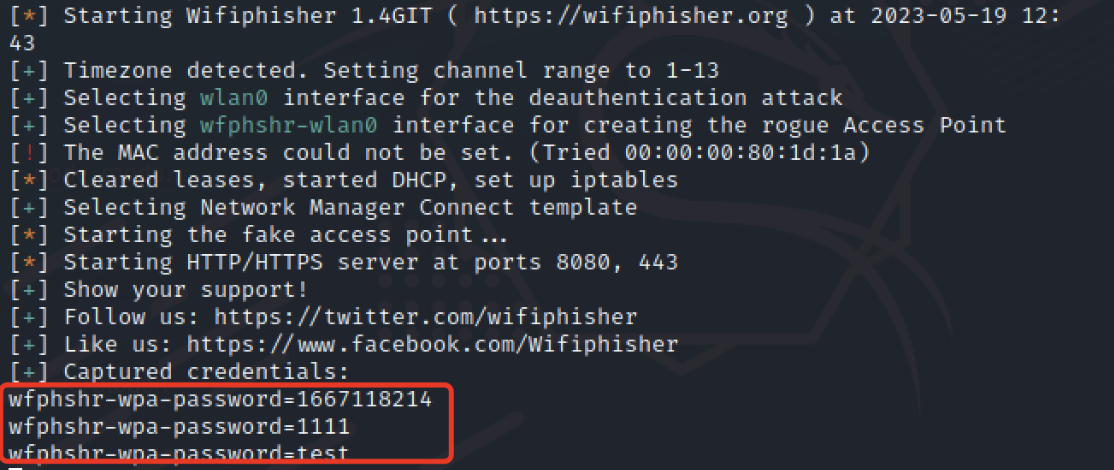 [*] Starting Wifiphisher 1.4GIT ( https://wifiphisher.org ) at 2023-05-19 12:
43
[+] Timezone detected. Setting channel range to 1-13
[+] Selecting wlan0 interface for the deauthentication attack
[+] Selecting wfphshr-wlan0 interface for creating the rogue Access Point
[!] The MAC address could not be set. (Tried 00:00:00:80:1d:1a)
[*] Cleared leases, started DHCP, set up iptables
[+] Selecting Network Manager Connect template
[*] Starting the fake access point...
[*] Starting HTTP/HTTPS server at ports 8080, 443
[+] Show your support!
[+] Follow us: https://twitter.com/wifiphisher
[+] Like us: https://www.facebook.com/Wifiphisher
[+] Captured credentials:
wfphshr-wpa-password=1667118214
wfphshr-wpa-password=1111
wfphshr-wpa-password=test